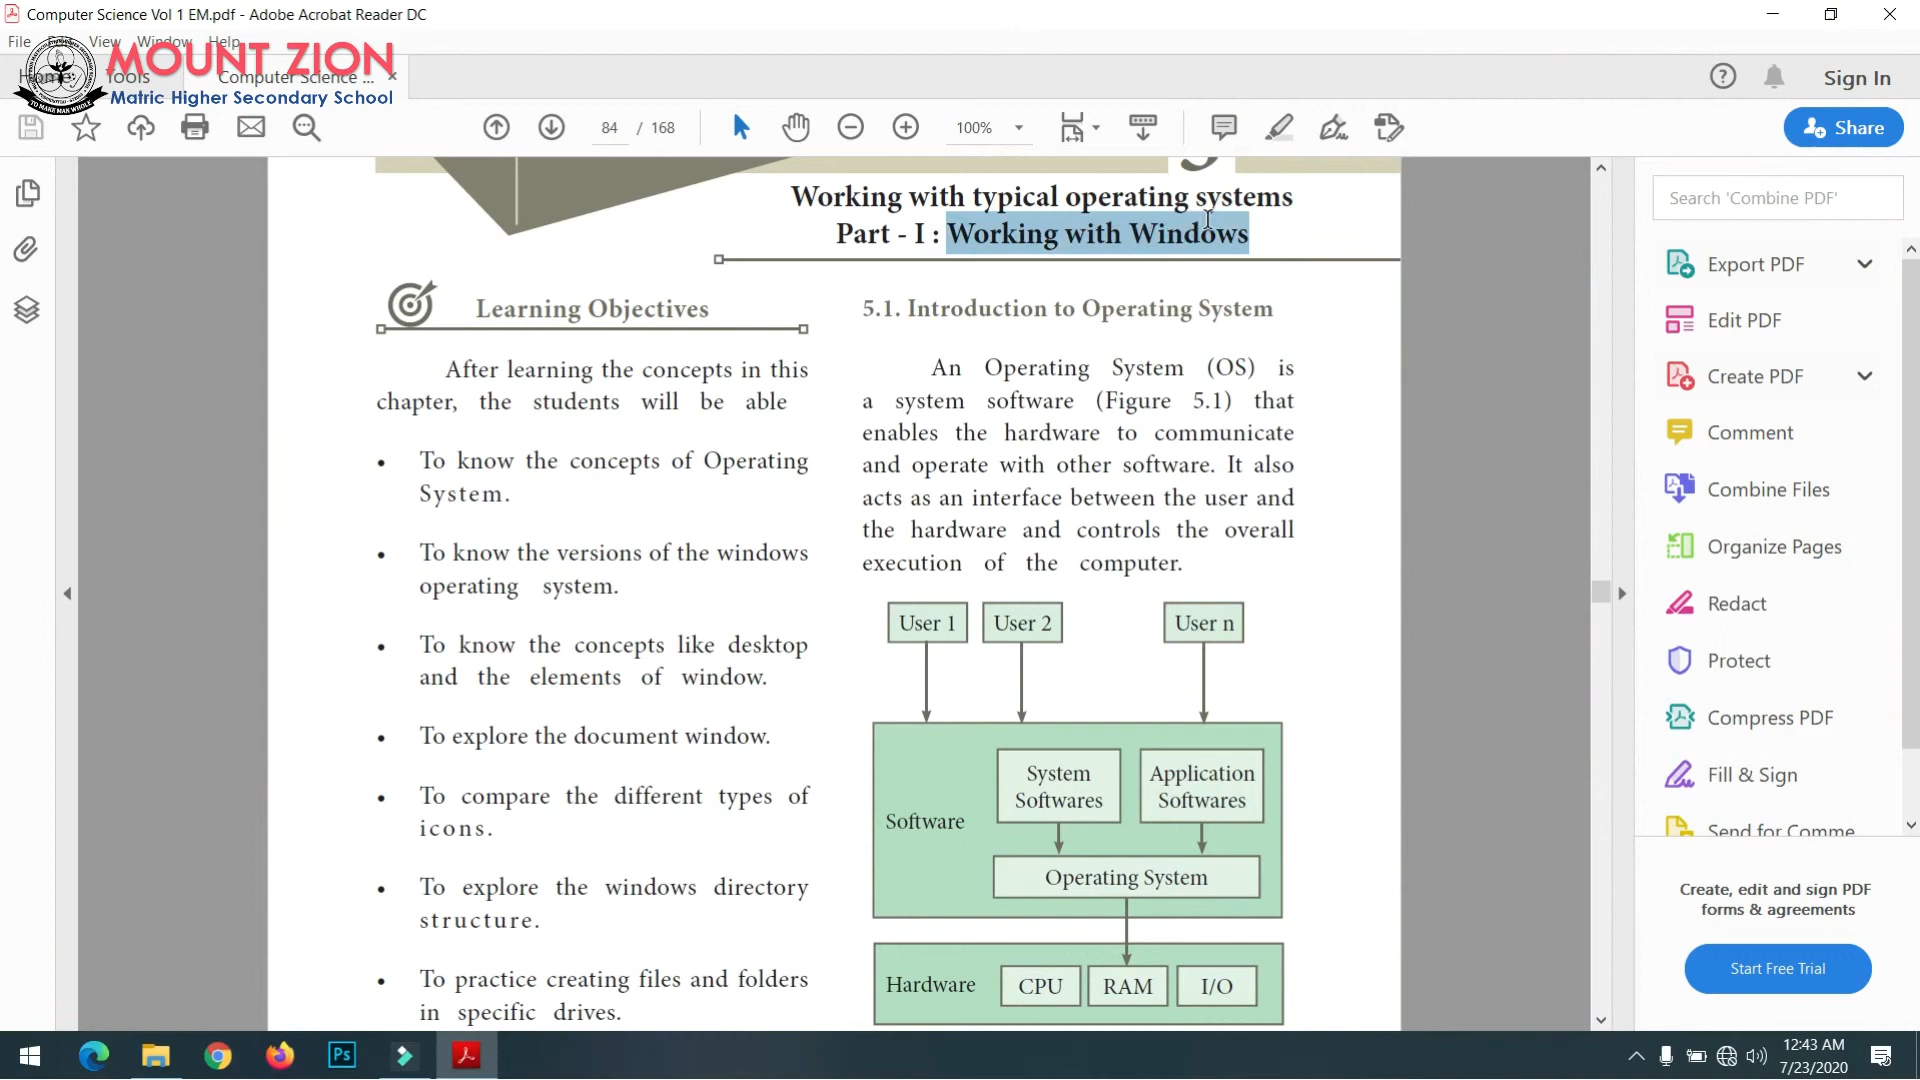 Computer Science Vol 1 EM.pdf - Adobe Acrobat Reader DC
File Edit View Window Help
MOUNT ZION
Matric Higher Secondary School
TO MAKE MAN WHOLE
Home Tools Computer Science ... ×
Sign In
84 / 168
100%
Share
Working with typical operating systems
Part - I : Working with Windows
Learning Objectives
After learning the concepts in this
chapter, the students will be able
• To know the concepts of Operating
System.
• To know the versions of the windows
operating system.
• To know the concepts like desktop
and the elements of window.
• To explore the document window.
• To compare the different types of
icons.
• To explore the windows directory
structure.
• To practice creating files and folders
in specific drives.
5.1. Introduction to Operating System
An Operating System (OS) is
a system software (Figure 5.1) that
enables the hardware to communicate
and operate with other software. It also
acts as an interface between the user and
the hardware and controls the overall
execution of the computer.
User 1 User 2 User n
System
Softwares
Application
Softwares
Software
Operating System
Hardware CPU RAM I/O
Search 'Combine PDF'
Export PDF
Edit PDF
Create PDF
Comment
Combine Files
Organize Pages
Redact
Protect
Compress PDF
Fill & Sign
Send for Comme
Create, edit and sign PDF
forms & agreements
Start Free Trial
Ps
12:43 AM
7/23/2020